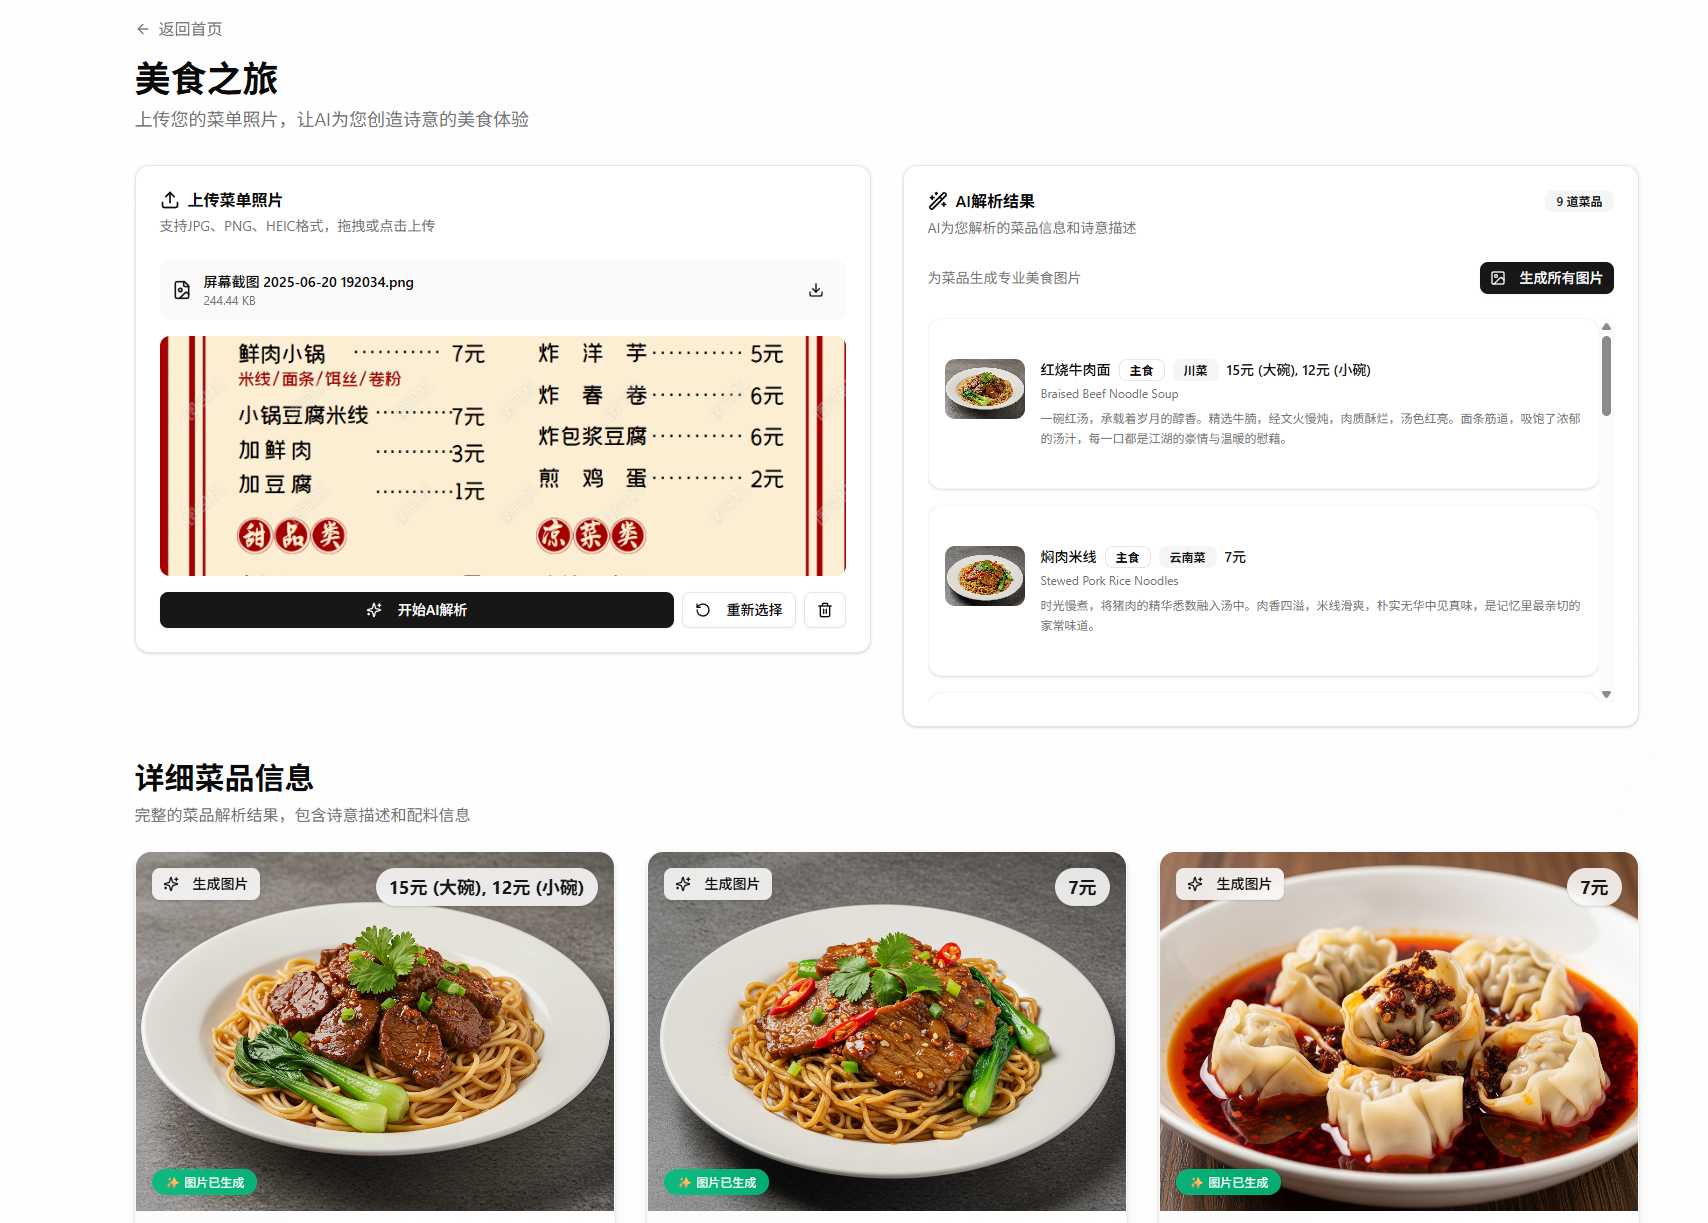 返回首页
美食之旅
上传您的菜单照片，让AI为您创造诗意的美食体验
上传菜单照片
支持JPG、PNG、HEIC格式，拖拽或点击上传
屏幕截图 2025-06-20 192034.png
244.44 KB
鲜肉小锅 ··········· 7元
米线/面条/饵丝/卷粉
小锅豆腐米线 ··········· 7元
加鲜肉 ··········· 3元
加豆腐 ··········· 1元
甜品类
炸洋芋 ············· 5元
炸春卷 ············· 6元
炸包浆豆腐 ············· 6元
煎鸡蛋 ············· 2元
凉菜类
开始AI解析
重新选择
AI解析结果
9 道菜品
AI为您解析的菜品信息和诗意描述
为菜品生成专业美食图片
生成所有图片
红烧牛肉面 主食 川菜 15元 (大碗), 12元 (小碗)
Braised Beef Noodle Soup
一碗红汤，承载着岁月的醇香。精选牛腩，经文火慢炖，肉质酥烂，汤色红亮。面条筋道，吸饱了浓郁
的汤汁，每一口都是江湖的豪情与温暖的慰藉。
焖肉米线 主食 云南菜 7元
Stewed Pork Rice Noodles
时光慢煮，将猪肉的精华悉数融入汤中。肉香四溢，米线滑爽，朴实无华中见真味，是记忆里最亲切的
家常味道。
详细菜品信息
完整的菜品解析结果，包含诗意描述和配料信息
生成图片
15元 (大碗), 12元 (小碗)
✨ 图片已生成
生成图片
7元
✨ 图片已生成
生成图片
7元
✨ 图片已生成